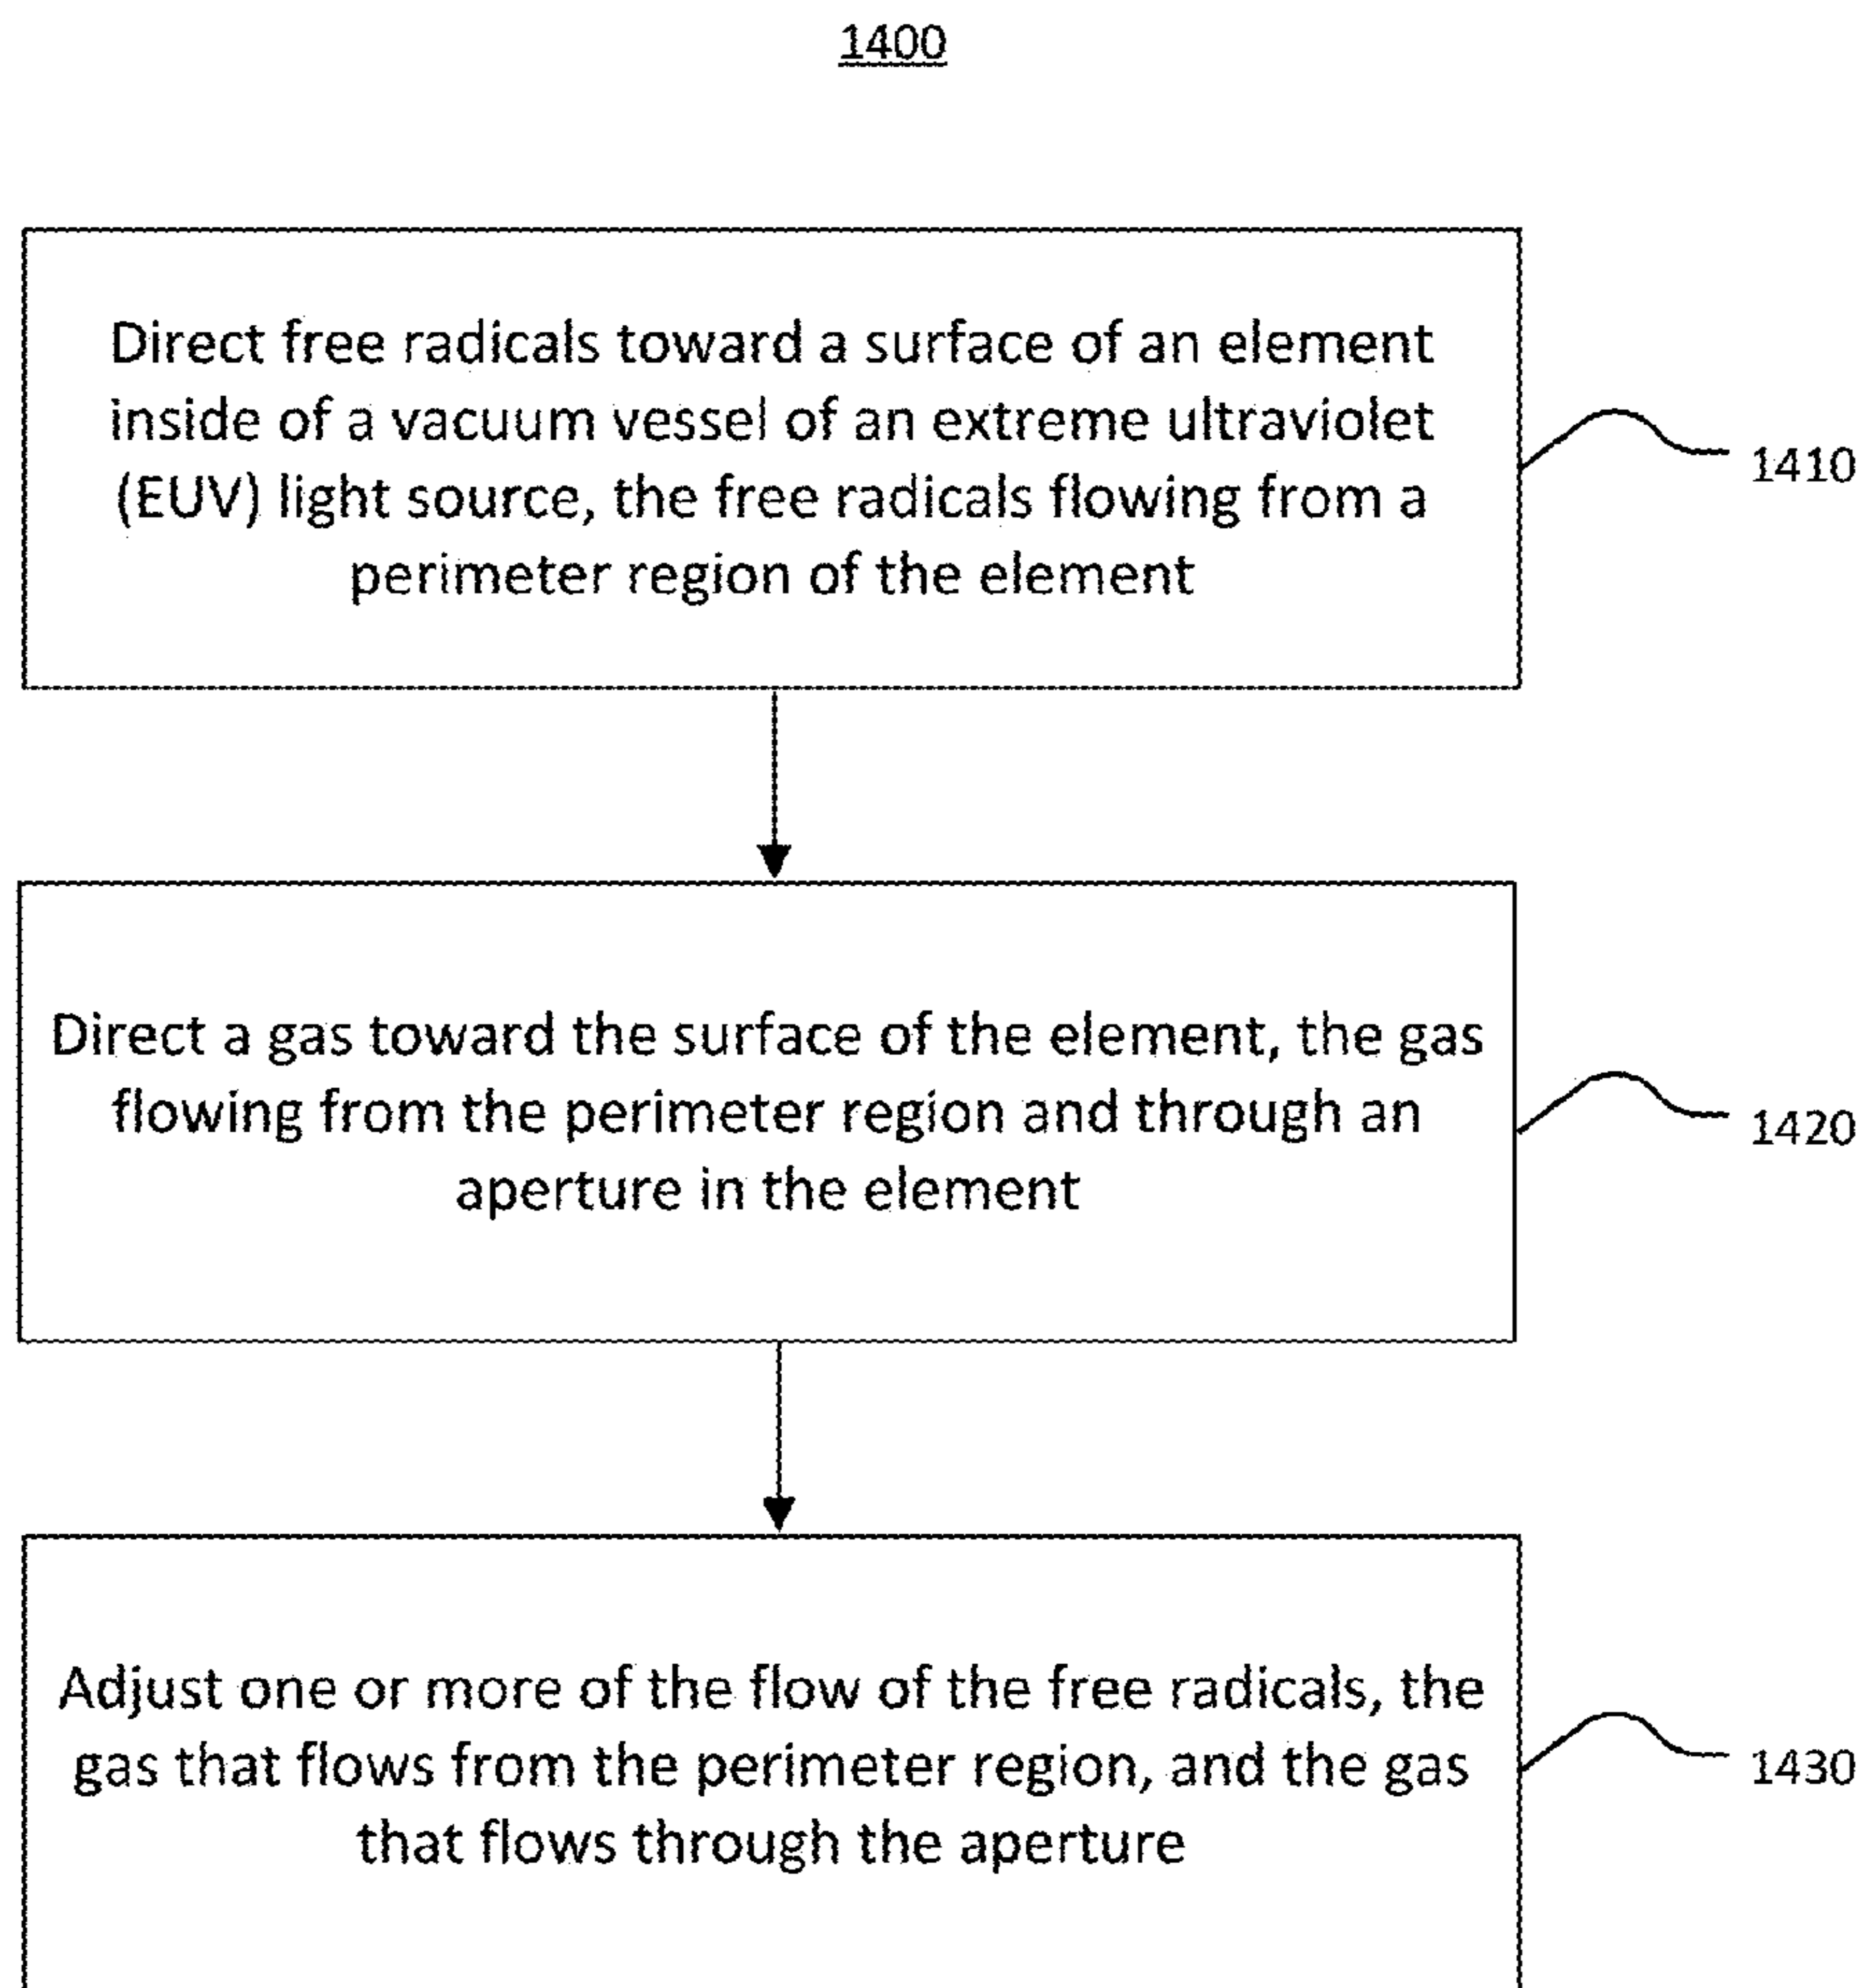 1400
Direct free radicals toward a surface of an element
inside of a vacuum vessel of an extreme ultraviolet
(EUV) light source, the free radicals flowing from a
perimeter region of the element
1410
Direct a gas toward the surface of the element, the gas
flowing from the perimeter region and through an
aperture in the element
1420
Adjust one or more of the flow of the free radicals, the
gas that flows from the perimeter region, and the gas
that flows through the aperture
1430